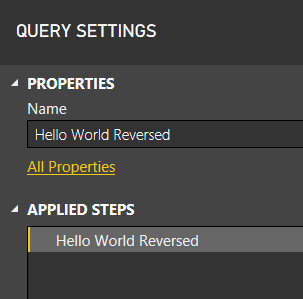 QUERY SETTINGS
PROPERTIES
Name
Hello World Reversed
All Properties
APPLIED STEPS
Hello World Reversed